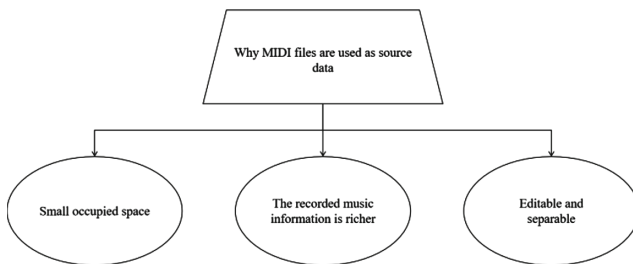 Why MIDI files are used as source
data
Small occupied space
The recorded music
information is richer
Editable and
separable